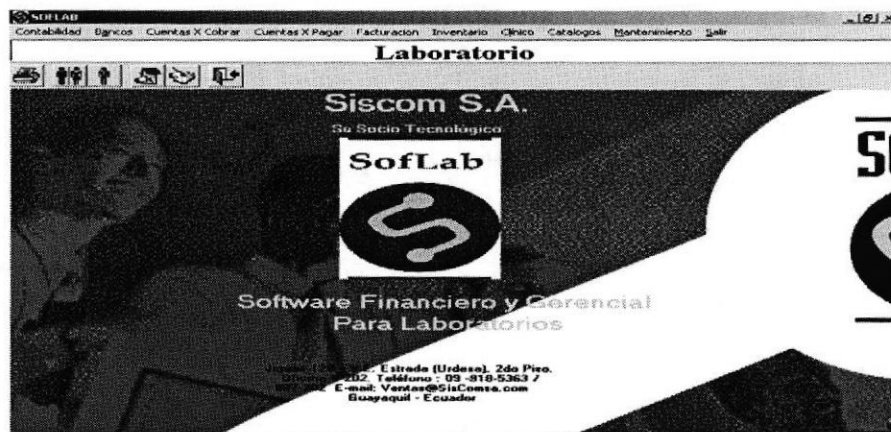 SOFLAB
Contabilidad Bancos Cuentas X Cobrar Cuentas X Pagar Facturacion Inventario Clinico Catalogos Mantenimiento Salir
Laboratorio
Siscom S.A.
Su Socio Tecnológico
SofLab
Software Financiero y Gerencial
Para Laboratorios
Estrada (Urdesa), 2do Piso.
202. Teléfono : 09 -918-5363 /
E-mail: Ventas@SisComsa.com
Guayaquil - Ecuador